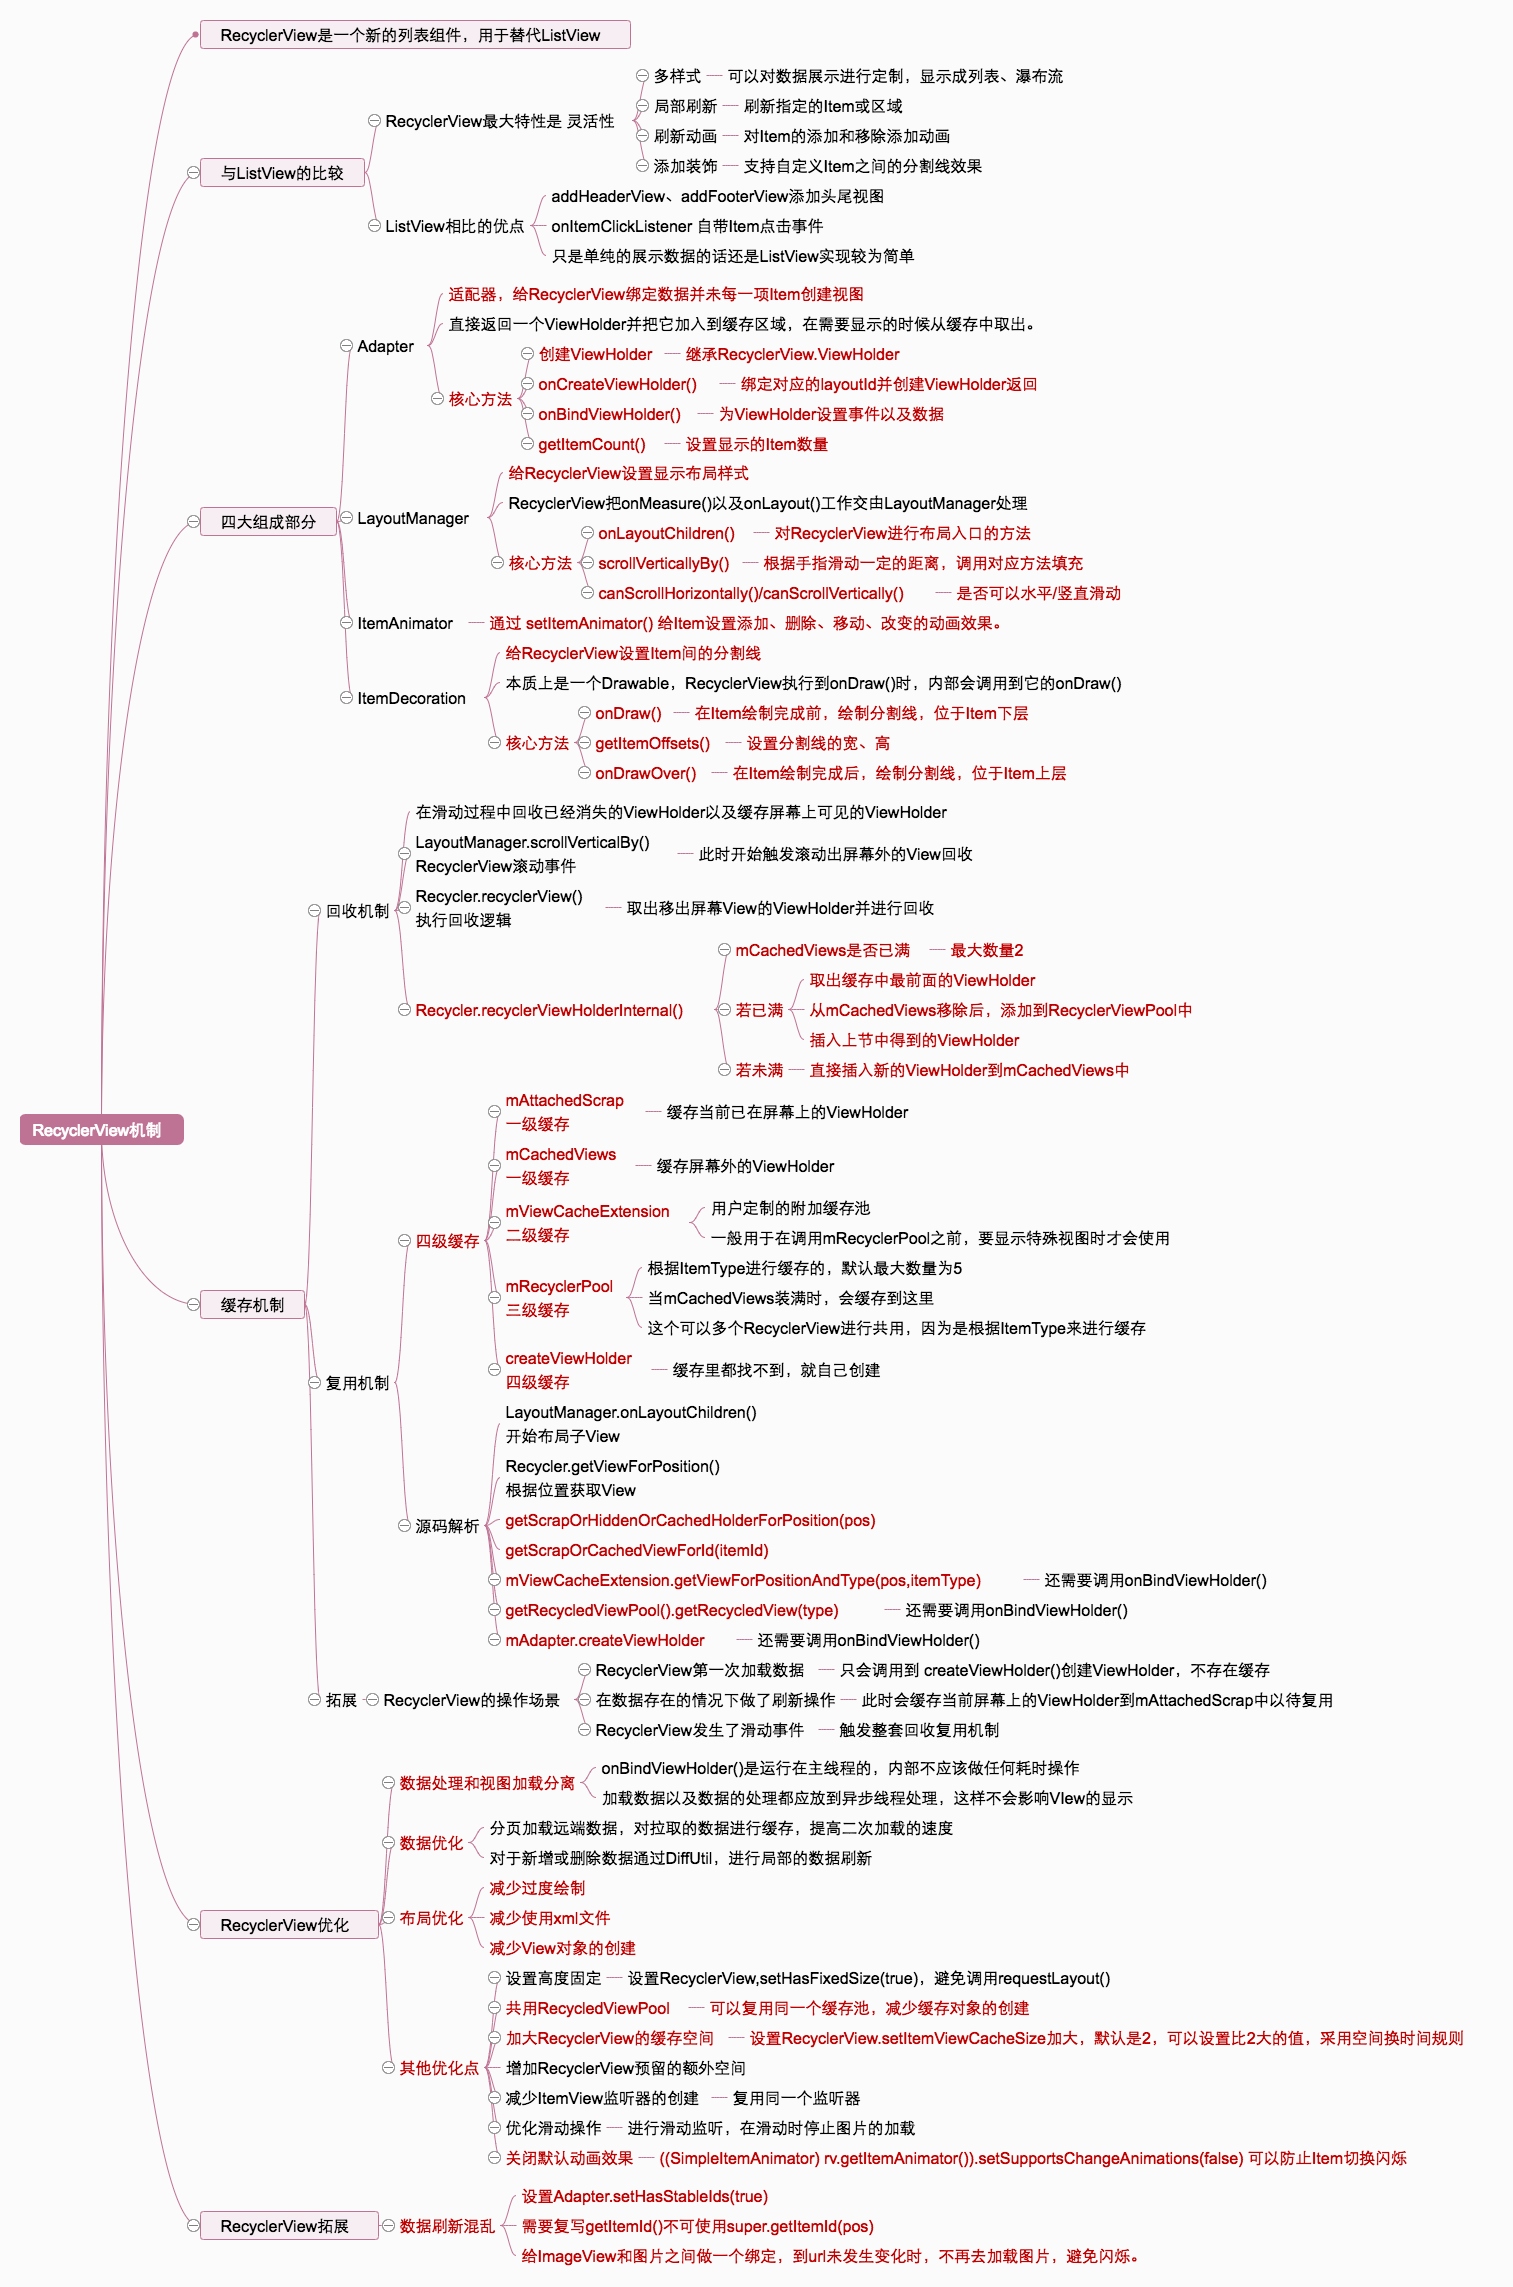 RecyclerView是一个新的列表组件，用于替代ListView
多样式
可以对数据展示进行定制，显示成列表、瀑布流
局部刷新
刷新指定的Item或区域
RecyclerView最大特性是 灵活性
刷新动画
对Item的添加和移除添加动画
添加装饰
支持自定义Item之间的分割线效果
与ListView的比较
addHeaderView、addFooterView添加头尾视图
ListView相比的优点
onItemClickListener 自带Item点击事件
只是单纯的展示数据的话还是ListView实现较为简单
适配器，给RecyclerView绑定数据并未每一项Item创建视图
直接返回一个ViewHolder并把它加入到缓存区域，在需要显示的时候从缓存中取出。
Adapter
创建ViewHolder
继承RecyclerView.ViewHolder
onCreateViewHolder()
绑定对应的layoutId并创建ViewHolder返回
核心方法
onBindViewHolder()
为ViewHolder设置事件以及数据
getItemCount()
设置显示的Item数量
给RecyclerView设置显示布局样式
RecyclerView把onMeasure()以及onLayout()工作交由LayoutManager处理
四大组成部分
LayoutManager
onLayoutChildren()
对RecyclerView进行布局入口的方法
核心方法
scrollVerticallyBy()
根据手指滑动一定的距离，调用对应方法填充
canScrollHorizontally()/canScrollVertically()
是否可以水平/竖直滑动
ItemAnimator
通过 setItemAnimator() 给Item设置添加、删除、移动、改变的动画效果。
给RecyclerView设置Item间的分割线
本质上是一个Drawable，RecyclerView执行到onDraw()时，内部会调用到它的onDraw()
ItemDecoration
onDraw()
在Item绘制完成前，绘制分割线，位于Item下层
核心方法
getItemOffsets()
设置分割线的宽、高
onDrawOver()
在Item绘制完成后，绘制分割线，位于Item上层
在滑动过程中回收已经消失的ViewHolder以及缓存屏幕上可见的ViewHolder
LayoutManager.scrollVerticalBy()
RecyclerView滚动事件
此时开始触发滚动出屏幕外的View回收
回收机制
Recycler.recyclerView()
执行回收逻辑
取出移出屏幕View的ViewHolder并进行回收
mCachedViews是否已满
最大数量2
取出缓存中最前面的ViewHolder
Recycler.recyclerViewHolderInternal()
若已满
从mCachedViews移除后，添加到RecyclerViewPool中
插入上节中得到的ViewHolder
若未满
直接插入新的ViewHolder到mCachedViews中
RecyclerView机制
mAttachedScrap
一级缓存
缓存当前已在屏幕上的ViewHolder
mCachedViews
一级缓存
缓存屏幕外的ViewHolder
四级缓存
mViewCacheExtension
二级缓存
用户定制的附加缓存池
一般用于在调用mRecyclerPool之前，要显示特殊视图时才会使用
缓存机制
mRecyclerPool
三级缓存
根据ItemType进行缓存的，默认最大数量为5
当mCachedViews装满时，会缓存到这里
这个可以多个RecyclerView进行共用，因为是根据ItemType来进行缓存
复用机制
createViewHolder
四级缓存
缓存里都找不到，就自己创建
LayoutManager.onLayoutChildren()
开始布局子View
Recycler.getViewForPosition()
根据位置获取View
源码解析
getScrapOrHiddenOrCachedHolderForPosition(pos)
getScrapOrCachedViewForId(itemId)
mViewCacheExtension.getViewForPositionAndType(pos,itemType)
还需要调用onBindViewHolder()
getRecycledViewPool().getRecycledView(type)
还需要调用onBindViewHolder()
mAdapter.createViewHolder
还需要调用onBindViewHolder()
拓展
RecyclerView的操作场景
RecyclerView第一次加载数据
只会调用到 createViewHolder()创建ViewHolder，不存在缓存
在数据存在的情况下做了刷新操作
此时会缓存当前屏幕上的ViewHolder到mAttachedScrap中以待复用
RecyclerView发生了滑动事件
触发整套回收复用机制
数据处理和视图加载分离
onBindViewHolder()是运行在主线程的，内部不应该做任何耗时操作
加载数据以及数据的处理都应放到异步线程处理，这样不会影响VIew的显示
数据优化
分页加载远端数据，对拉取的数据进行缓存，提高二次加载的速度
对于新增或删除数据通过DiffUtil，进行局部的数据刷新
RecyclerView优化
布局优化
减少过度绘制
减少使用xml文件
减少View对象的创建
设置高度固定
设置RecyclerView,setHasFixedSize(true)，避免调用requestLayout()
共用RecycledViewPool
可以复用同一个缓存池，减少缓存对象的创建
加大RecyclerView的缓存空间
设置RecyclerView.setItemViewCacheSize加大，默认是2，可以设置比2大的值，采用空间换时间规则
其他优化点
增加RecyclerView预留的额外空间
减少ItemView监听器的创建
复用同一个监听器
优化滑动操作
进行滑动监听，在滑动时停止图片的加载
关闭默认动画效果
((SimpleItemAnimator) rv.getItemAnimator()).setSupportsChangeAnimations(false) 可以防止Item切换闪烁
RecyclerView拓展
数据刷新混乱
设置Adapter.setHasStableIds(true)
需要复写getItemId()不可使用super.getItemId(pos)
给ImageView和图片之间做一个绑定，到url未发生变化时，不再去加载图片，避免闪烁。